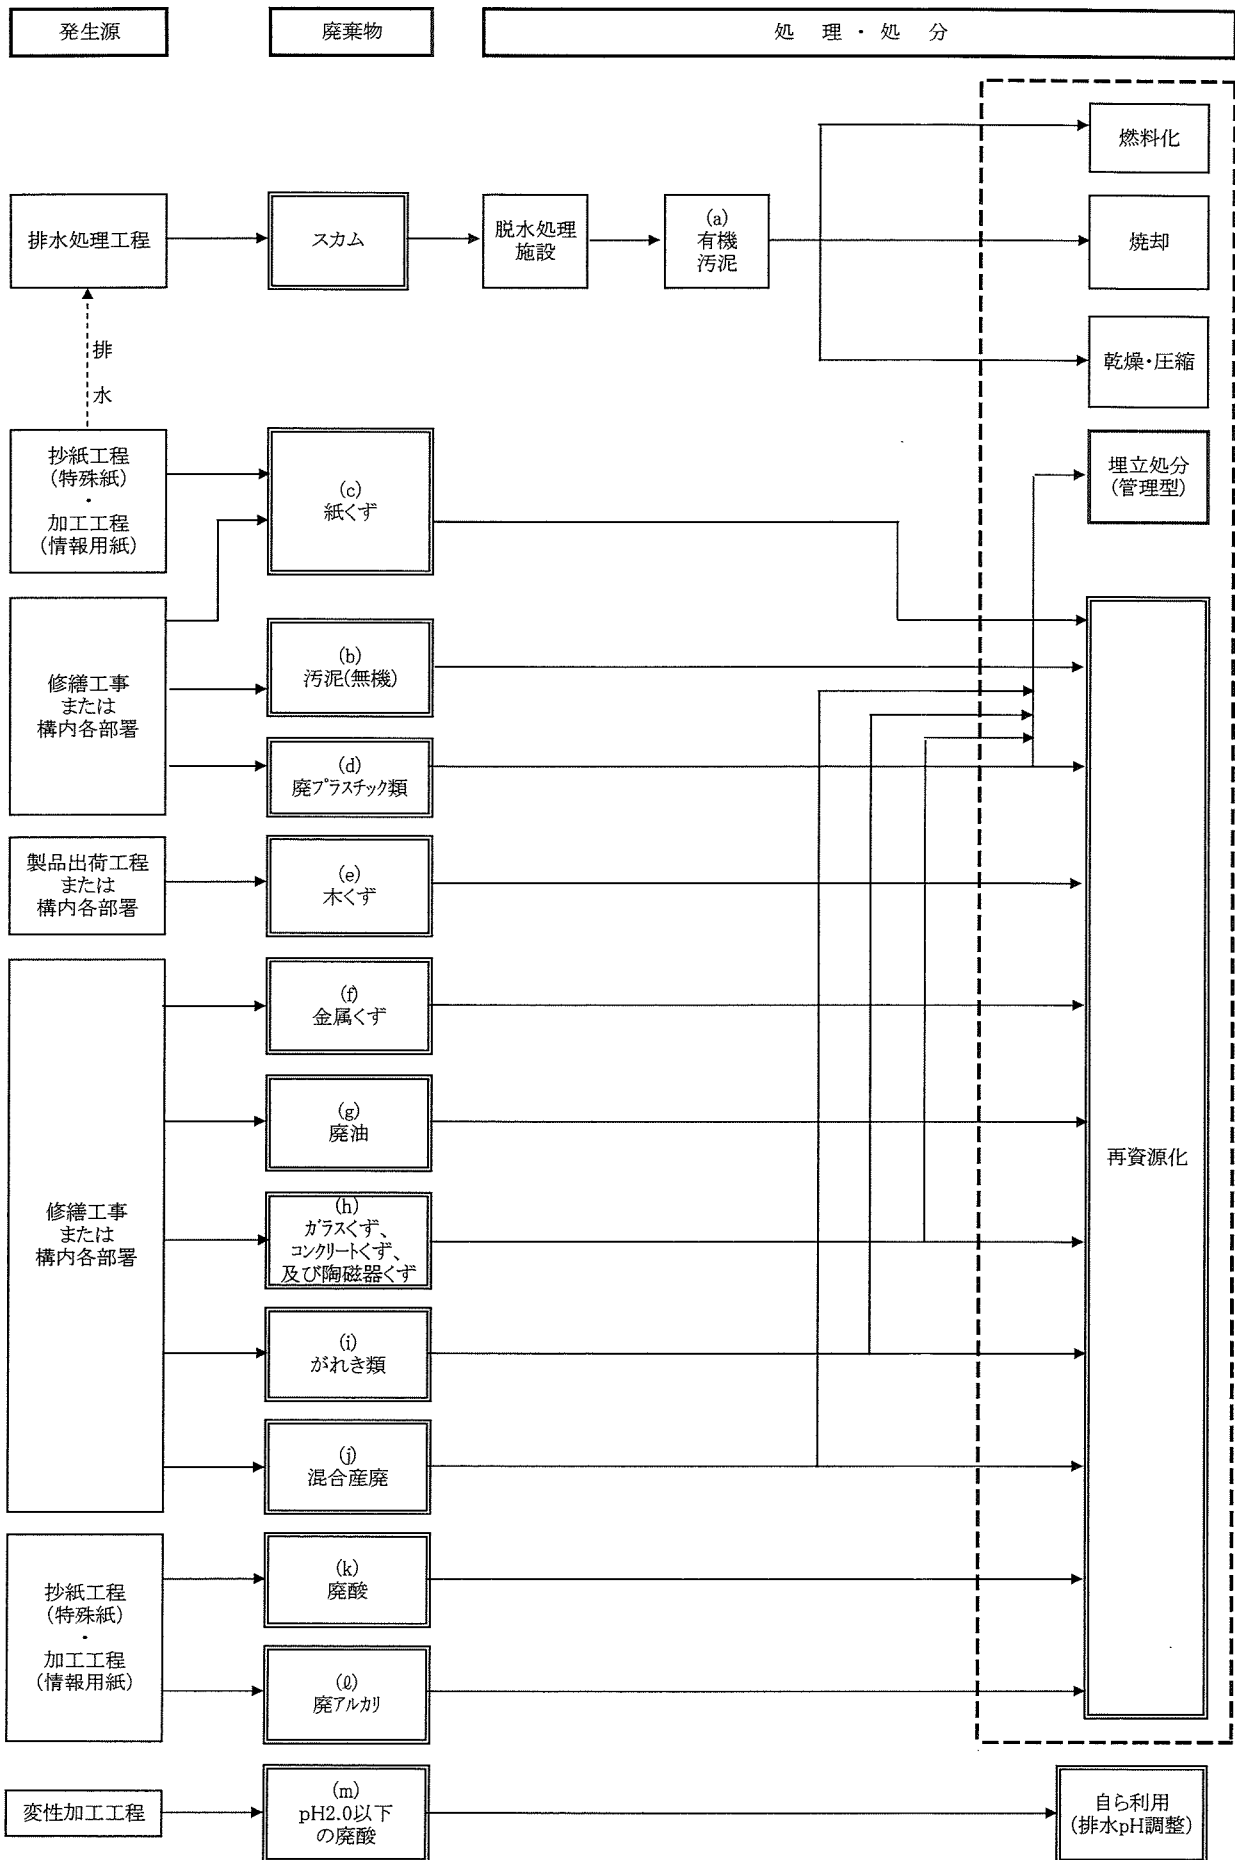 発生源
廃棄物
処 理 ・ 処 分
燃料化
排水処理工程
スカム
脱水処理
施設
(a)
有機
汚泥
焼却
乾燥・圧縮
排
水
抄紙工程
(特殊紙)
・
加工工程
(情報用紙)
(c)
紙くず
埋立処分
(管理型)
修繕工事
または
構内各部署
(b)
汚泥(無機)
(d)
廃プラスチック類
製品出荷工程
または
構内各部署
(e)
木くず
修繕工事
または
構内各部署
(f)
金属くず
(g)
廃油
(h)
ガラスくず、
コンクリートくず、
及び陶磁器くず
(i)
がれき類
(j)
混合産廃
再資源化
抄紙工程
(特殊紙)
・
加工工程
(情報用紙)
(k)
廃酸
(ℓ)
廃アルカリ
変性加工工程
(m)
pH2.0以下
の廃酸
自ら利用
(排水pH調整)